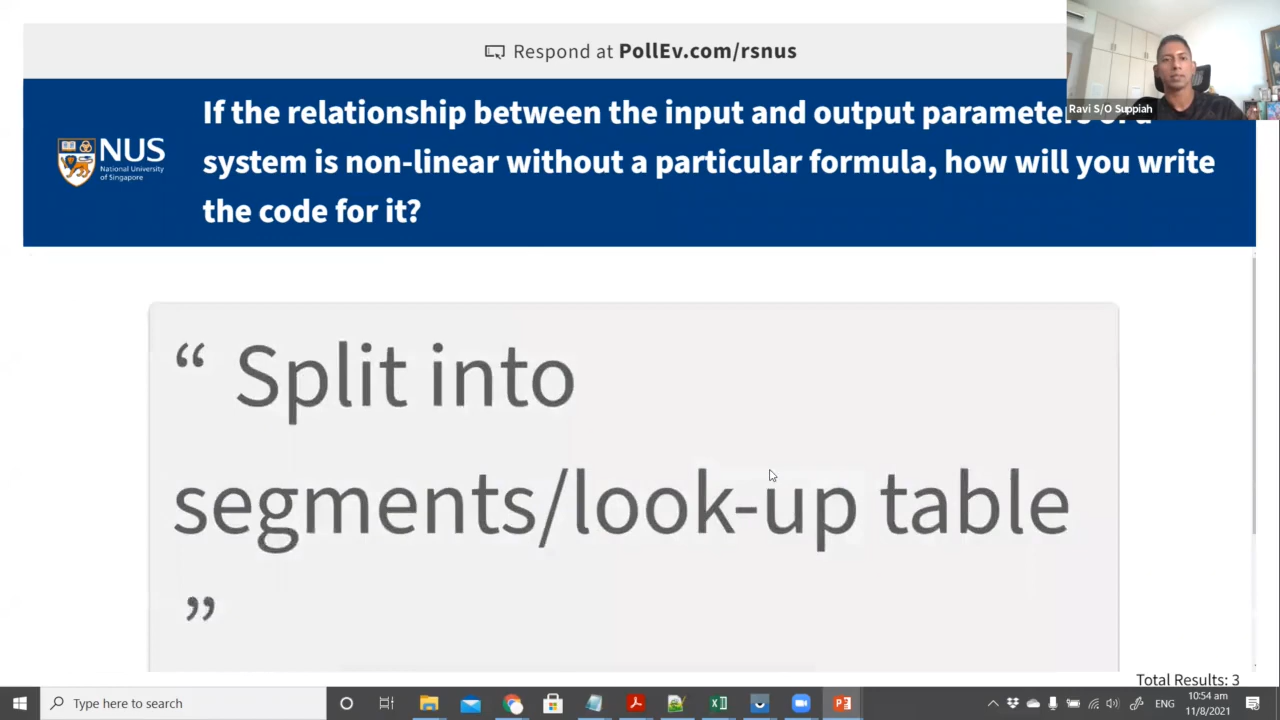 Respond at PollEv.com/rsnus
Ravi S/O Suppiah
If the relationship between the input and output parameters of a
NUS
National University
of Singapore
system is non-linear without a particular formula, how will you write
the code for it?
“ Split into
segments/look-up table
”
Total Results: 3
Type here to search
ENG
10:54 am
11/8/2021